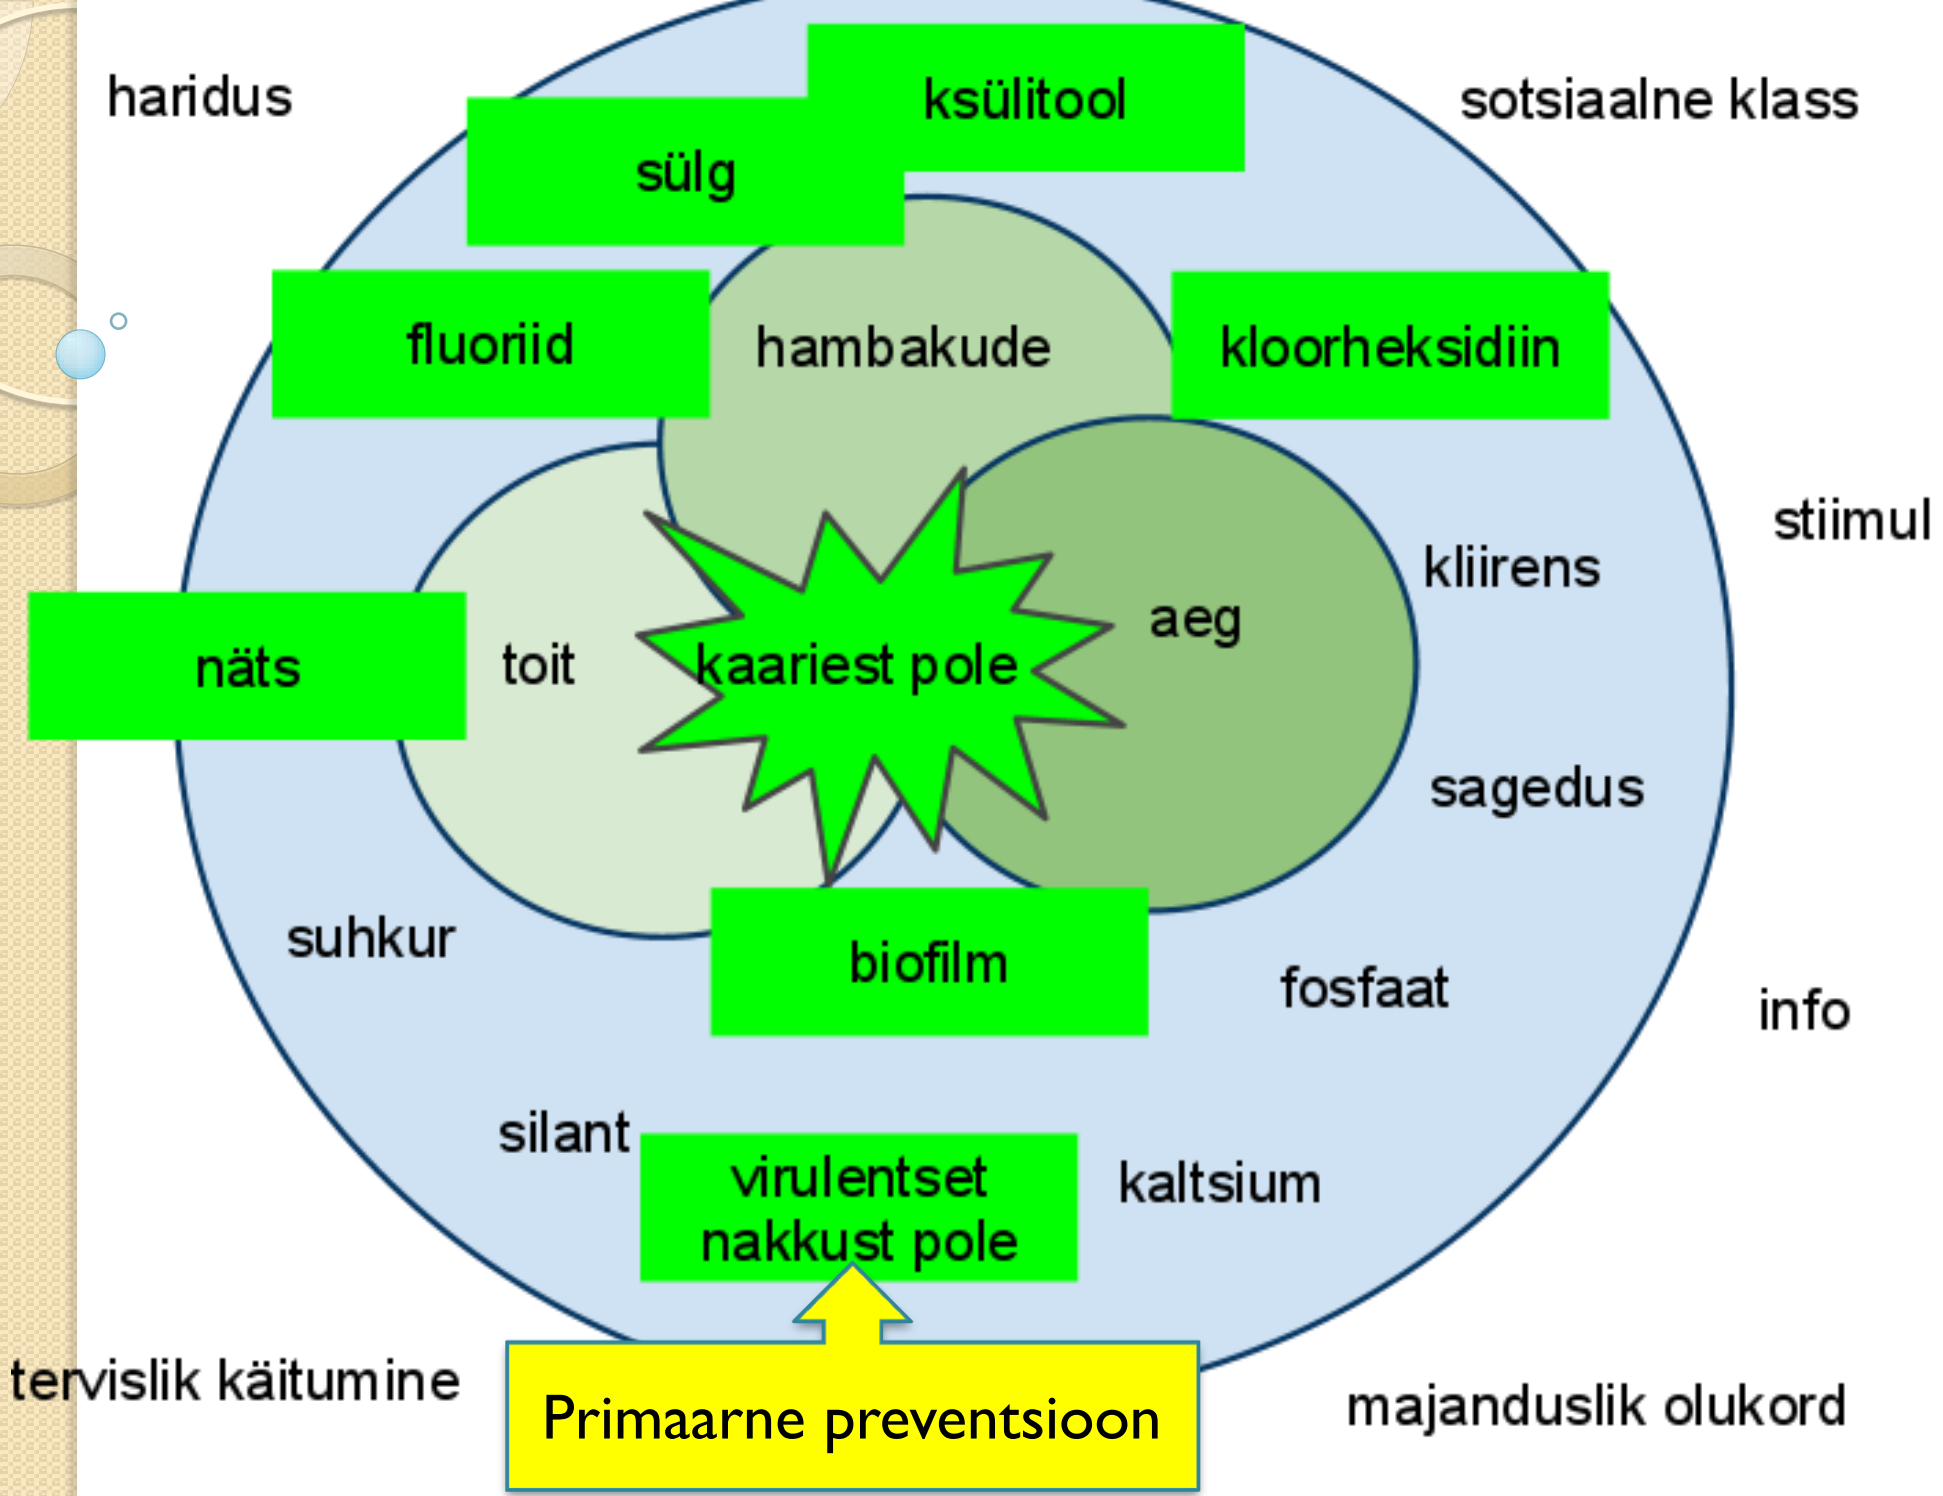 haridus
ksülitool
sotsiaalne klass
sülg
fluoriid
hambakude
kloorheksidiin
stiimul
kliirens
aeg
näts
toit
kaariest pole
sagedus
suhkur
biofilm
fosfaat
info
silant
virulentset
nakkust pole
kaltsium
tervislik käitumine
Primaarne preventsioon
majanduslik olukord